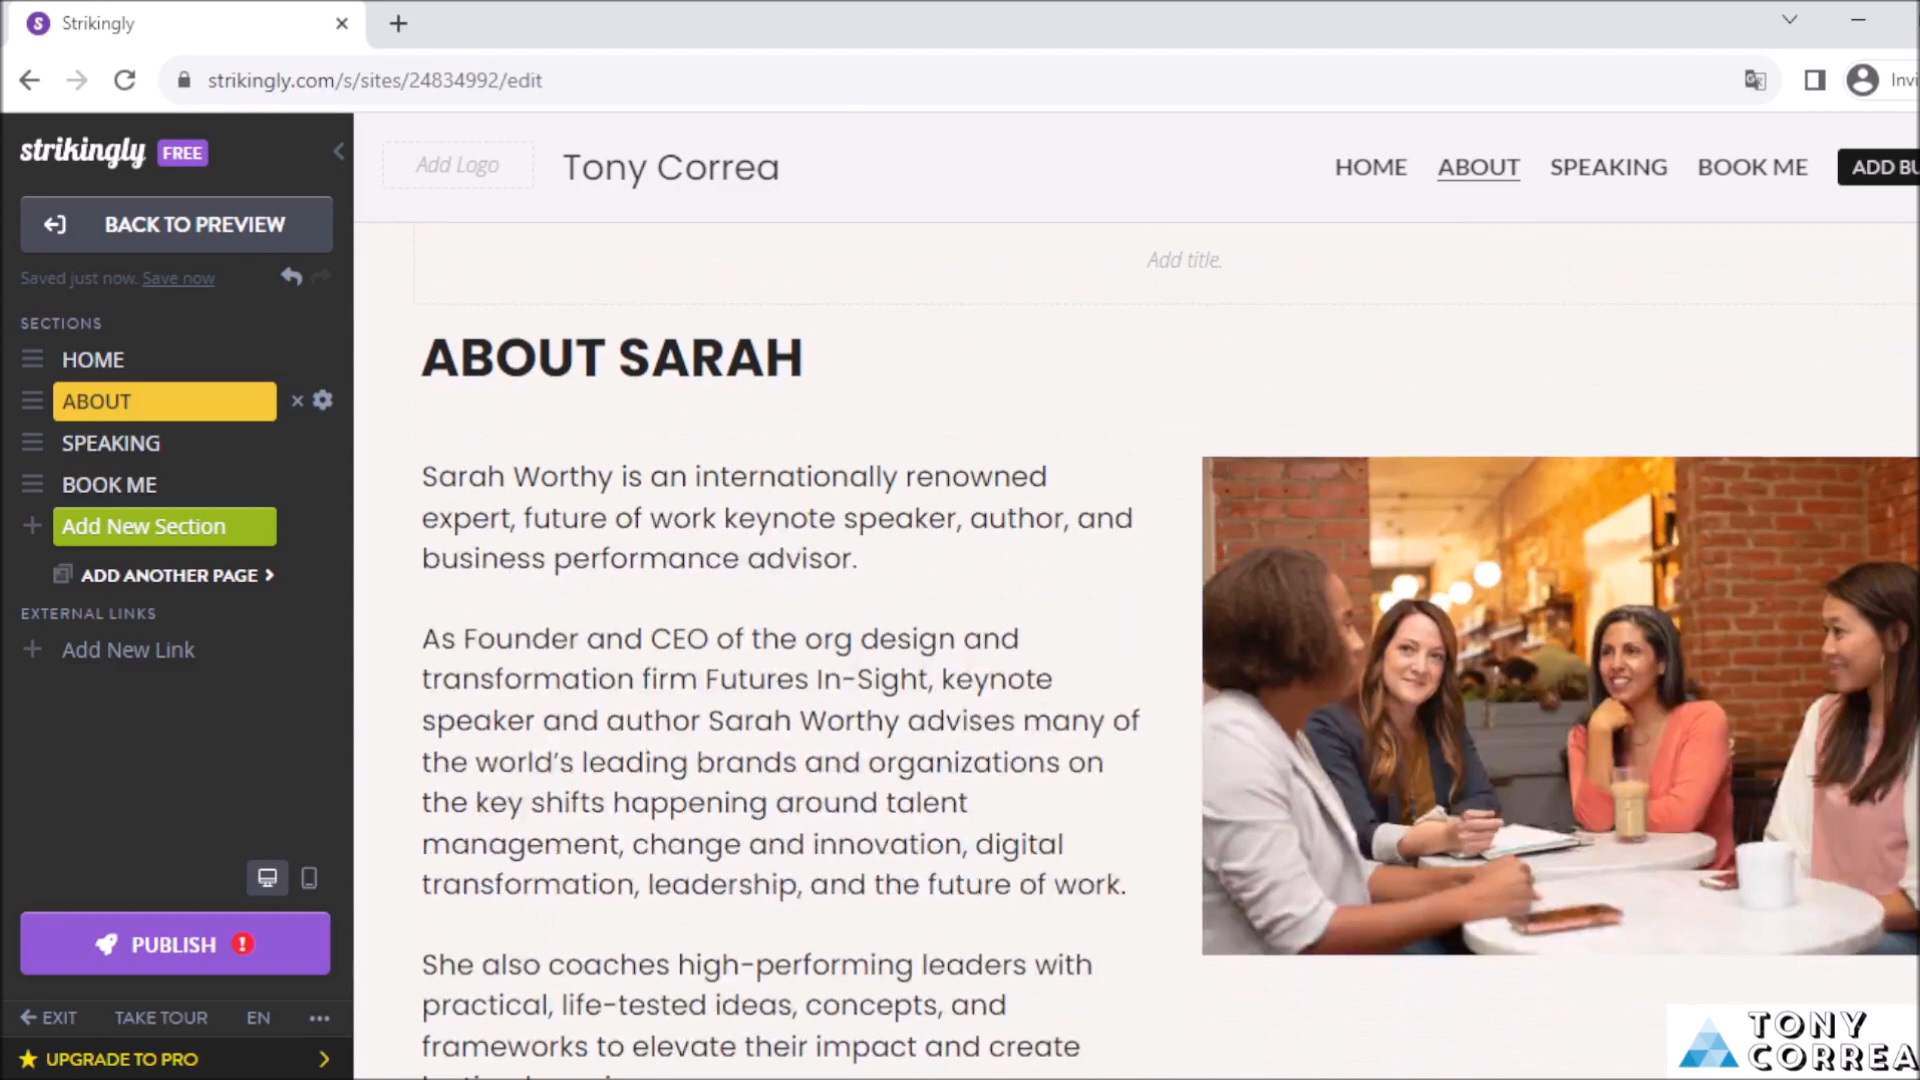 Strikingly
strikingly.com/s/sites/24834992/edit
Invi
strikingly FREE
BACK TO PREVIEW
Saved just now. Save now
SECTIONS
HOME
ABOUT
SPEAKING
BOOK ME
Add New Section
ADD ANOTHER PAGE
EXTERNAL LINKS
Add New Link
PUBLISH !
EXIT TAKE TOUR EN
UPGRADE TO PRO
Add Logo
Tony Correa
HOME ABOUT SPEAKING BOOK ME ADD BU
Add title.
ABOUT SARAH
Sarah Worthy is an internationally renowned
expert, future of work keynote speaker, author, and
business performance advisor.
As Founder and CEO of the org design and
transformation firm Futures In-Sight, keynote
speaker and author Sarah Worthy advises many of
the world's leading brands and organizations on
the key shifts happening around talent
management, change and innovation, digital
transformation, leadership, and the future of work.
She also coaches high-performing leaders with
practical, life-tested ideas, concepts, and
frameworks to elevate their impact and create
TONY
CORREA